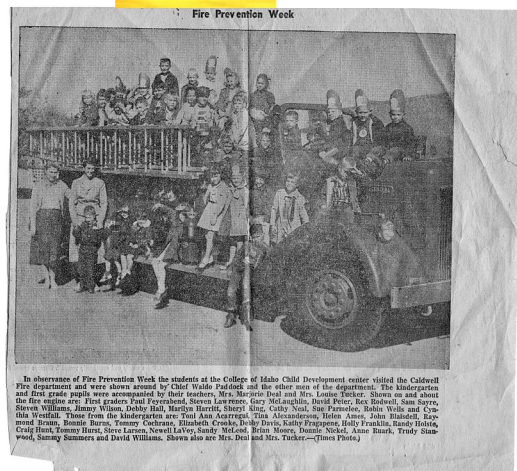 Fire Prevention Week
In observance of Fire Prevention Week the students at the College of Idaho Child Development center visited the Caldwell
Fire department and were shown around by Chief Waldo Paddock and the other men of the department. The kindergarten
and first grade pupils were accompanied by their teachers, Mrs. Marjorie Deal and Mrs. Louise Tucker. Shown on and about
the fire engine are: First graders Paul Feyerabend, Steven Lawrence, Gary McLaughlin, David Peter, Rex Rodwell, Sam Sayre,
Steven Williams, Jimmy Wilson, Debby Hall, Marilyn Harritt, Sheryl King, Cathy Neal, Sue Parmelee, Robin Wells and Cyn-
thia Westfall. Those from the kindergarten are: Toni Ann Acarregui, Tina Alexanderson, Helen Ames, John Blaisdell, Ray-
mond Braun, Bonnie Burns, Tommy Cochrane, Elizabeth Crooke, Debby Davis, Kathy Fragapene, Holly Franklin, Randy Holste,
Craig Hunt, Tommy Hurst, Steve Larsen, Newell LaVoy, Sandy McLeod, Brian Moore, Donnie Nickel, Anne Ruark, Trudy Stan-
wood, Sammy Summers and David Williams. Shown also are Mrs. Deal and Mrs. Tucker.—(Times Photo.)